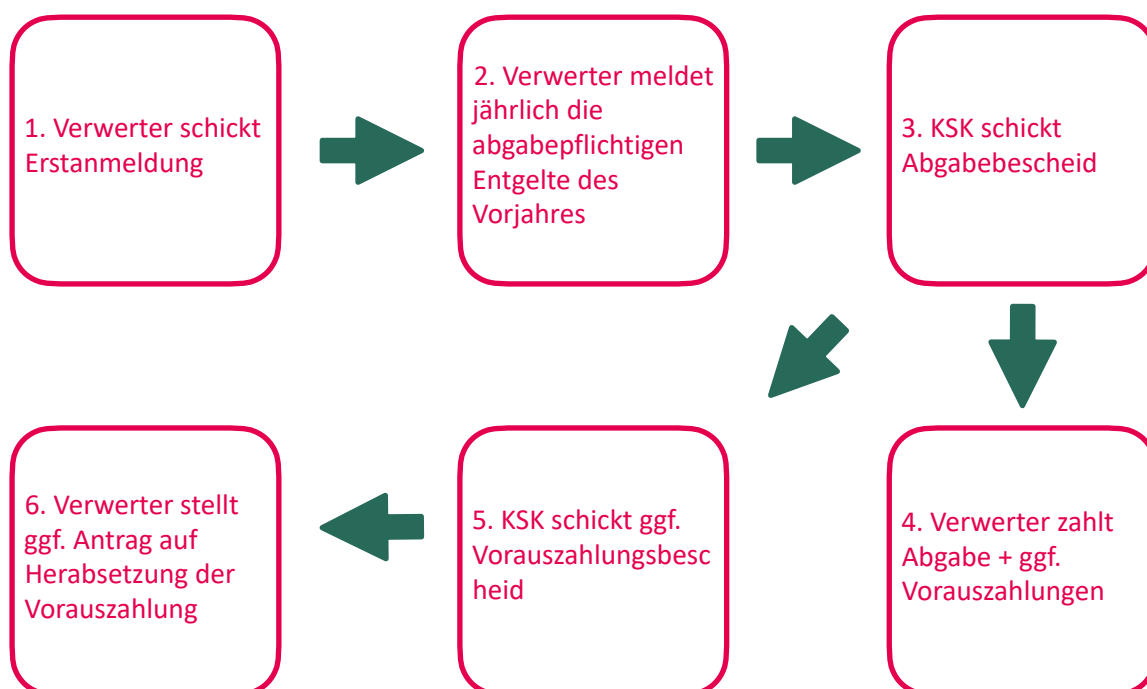 1. Verwerter schickt
Erstanmeldung
2. Verwerter meldet
jährlich die
abgabepflichtigen
Entgelte des
Vorjahres
3. KSK schickt
Abgabebescheid
4. Verwerter zahlt
Abgabe + ggf.
Vorauszahlungen
5. KSK schickt ggf.
Vorauszahlungsbesc
heid
6. Verwerter stellt
ggf. Antrag auf
Herabsetzung der
Vorauszahlung